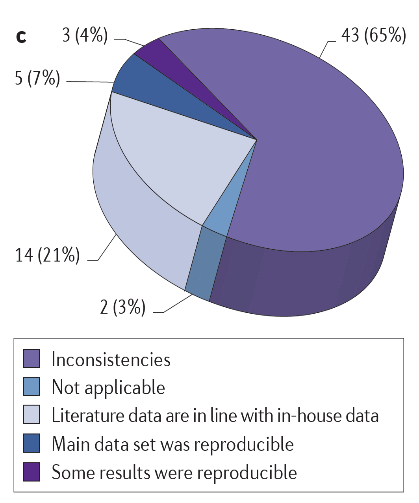 c
3 (4%)
43 (65%)
5 (7%)
14 (21%)
2 (3%)
Inconsistencies
Not applicable
Literature data are in line with in-house data
Main data set was reproducible
Some results were reproducible